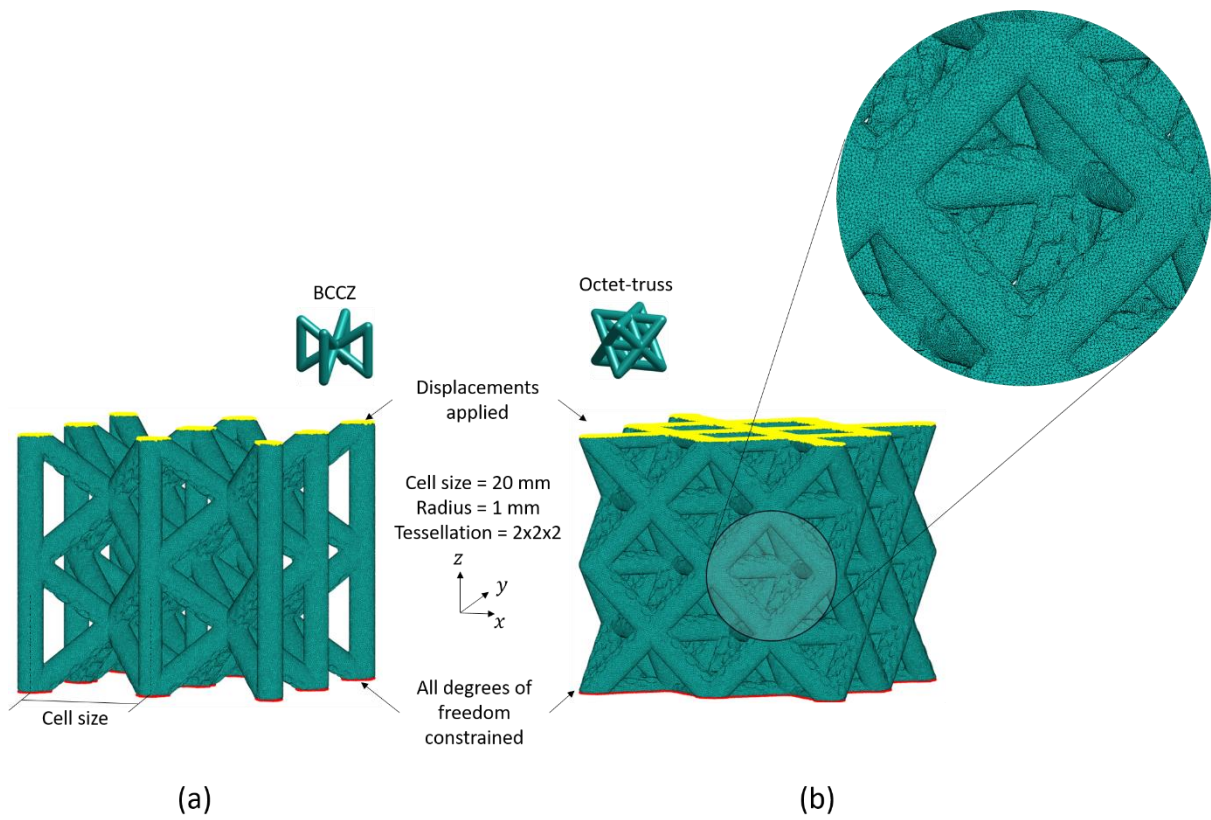 BCCZ
Octet-truss
Displacements
applied
Cell size = 20 mm
Radius = 1 mm
Tessellation = 2x2x2
z
y
x
All degrees of
freedom
constrained
Cell size
(a)
(b)